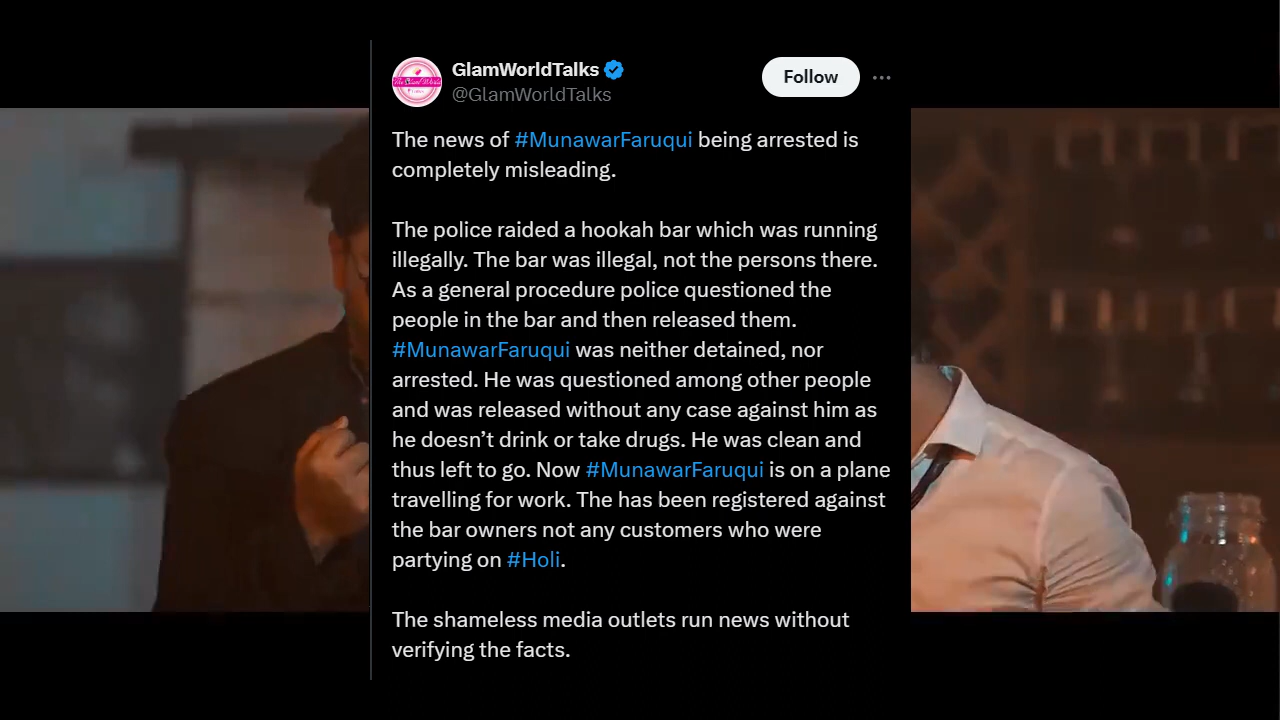 GlamWorldTalks
@GlamWorldTalks
Follow
The news of #MunawarFaruqui being arrested is
completely misleading.
The police raided a hookah bar which was running
illegally. The bar was illegal, not the persons there.
As a general procedure police questioned the
people in the bar and then released them.
#MunawarFaruqui was neither detained, nor
arrested. He was questioned among other people
and was released without any case against him as
he doesn’t drink or take drugs. He was clean and
thus left to go. Now #MunawarFaruqui is on a plane
travelling for work. The has been registered against
the bar owners not any customers who were
partying on #Holi.
The shameless media outlets run news without
verifying the facts.